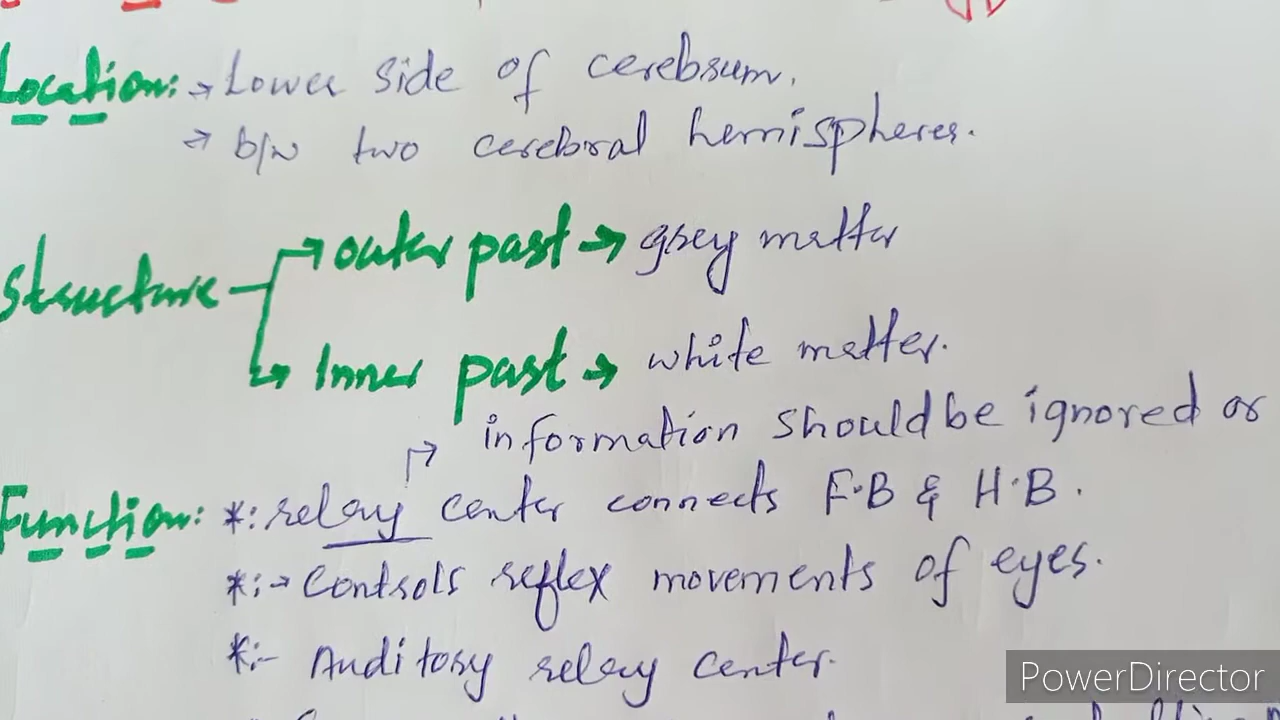 Location: → Lower side of cerebrum.
→ b/w two cerebral hemispheres.
Structure → outer part → grey matter
→ Inner part → white matter.
→ information should be ignored or
Function: *: relay center connects F.B & H.B.
*:→ Controls reflex movements of eyes.
*:- Auditory relay center.
PowerDirector